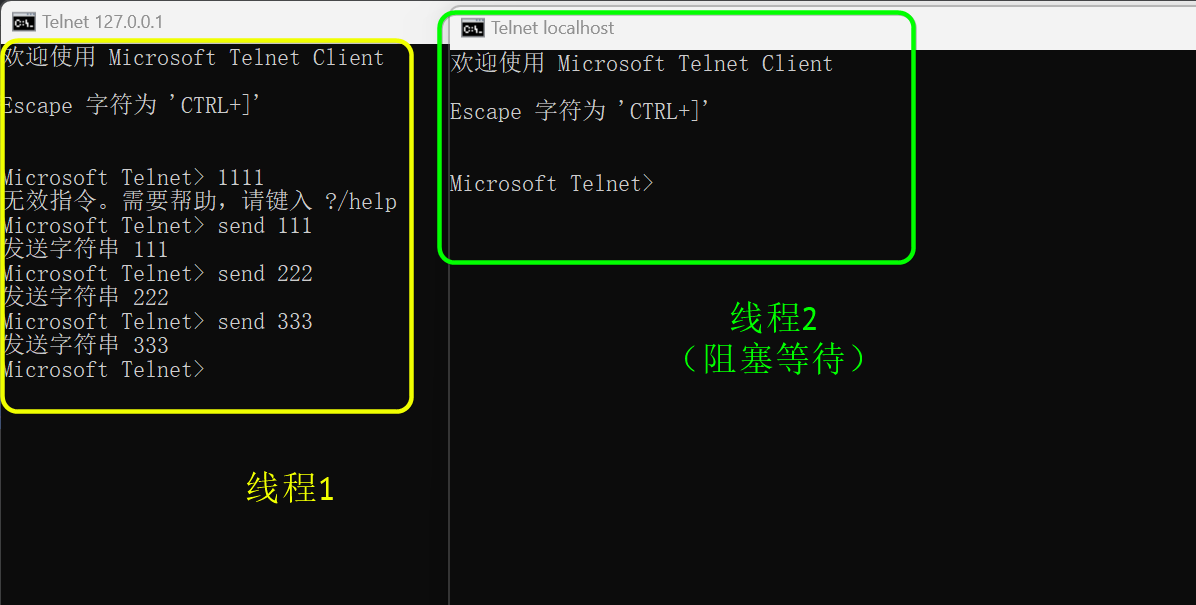 Telnet 127.0.0.1
欢迎使用 Microsoft Telnet Client
Escape 字符为 'CTRL+]'
Microsoft Telnet> 1111
无效指令。需要帮助，请键入 ?/help
Microsoft Telnet> send 111
发送字符串 111
Microsoft Telnet> send 222
发送字符串 222
Microsoft Telnet> send 333
发送字符串 333
Microsoft Telnet>
线程1
Telnet localhost
欢迎使用 Microsoft Telnet Client
Escape 字符为 'CTRL+]'
Microsoft Telnet>
线程2
（阻塞等待）